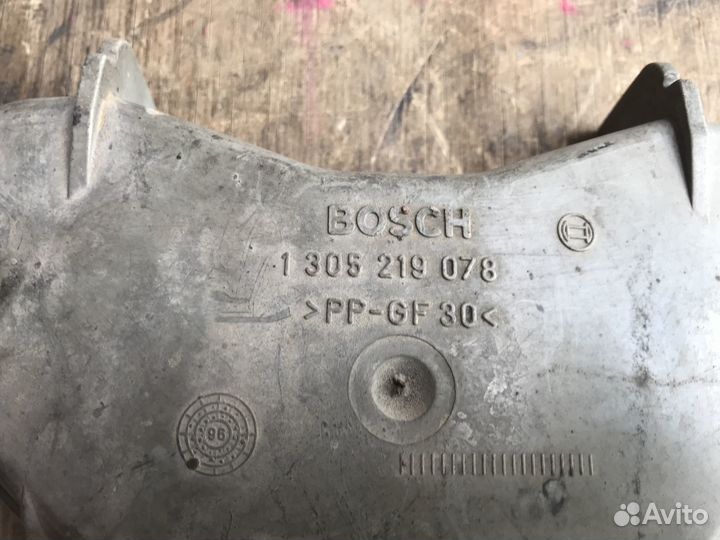 BOSCH
1 305 219 078
>PP-GF 30<
96
Avito